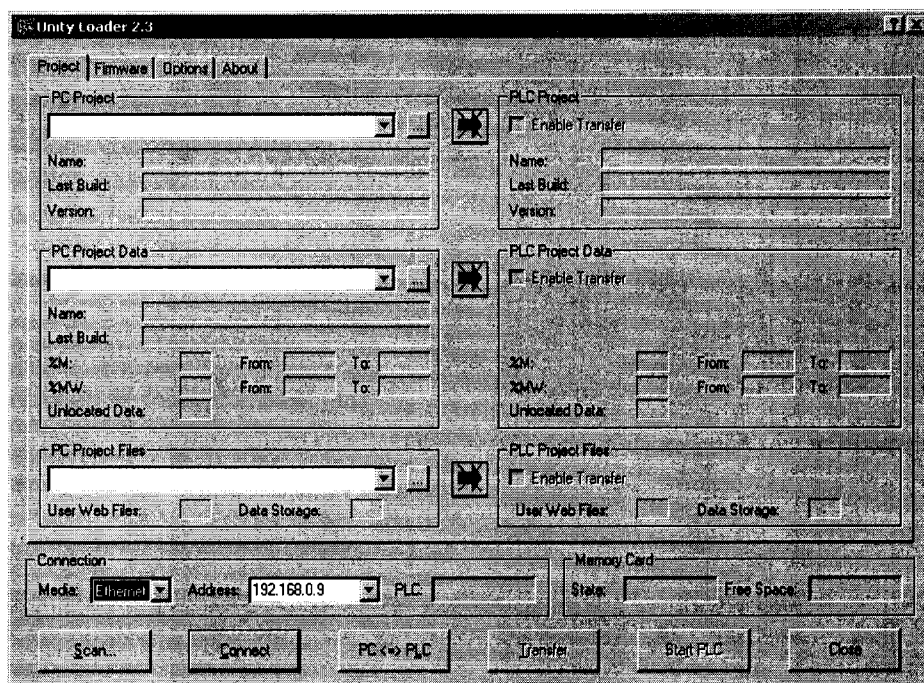 Unity Loader 2.3
Project Firmware Options About
PC Project
PLC Project
...
Enable Transfer
Name:
Name:
Last Build:
Last Build:
Version:
Version:
PC Project Data
PLC Project Data
...
Enable Transfer
Name:
Last Build:
%M: From: To:
%M: From: To:
%MW: From: To:
%MW: From: To:
Unlocated Data:
Unlocated Data:
PC Project Files
PLC Project Files
...
Enable Transfer
User Web Files: Data Storage:
User Web Files: Data Storage:
Connection
Memory Card
Media: Ethernet Address: 192.168.0.9 PLC:
State: Free Space:
Scan... Connect PC <=> PLC Transfer Start PLC Close